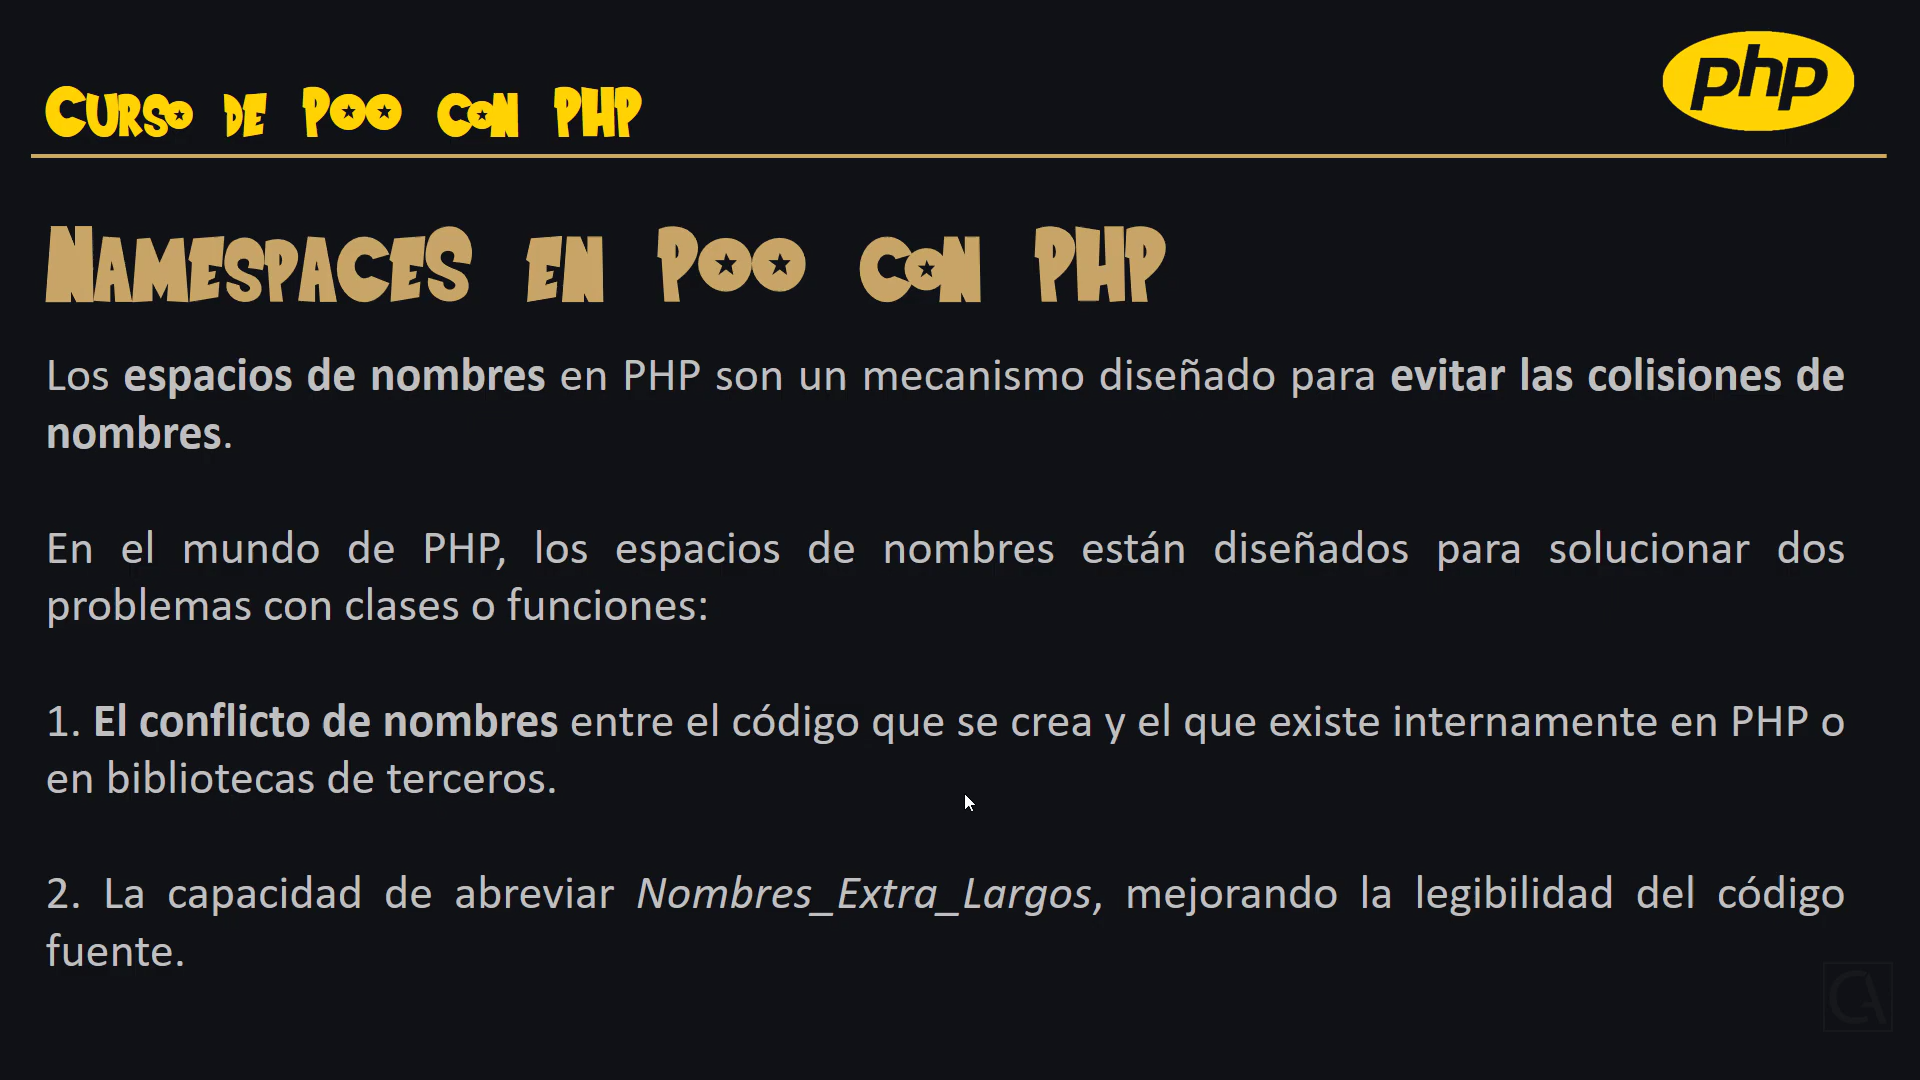 Curso de Poo con PHP
php
Namespaces en Poo con PHP
Los espacios de nombres en PHP son un mecanismo diseñado para evitar las colisiones de
nombres.
En el mundo de PHP, los espacios de nombres están diseñados para solucionar dos
problemas con clases o funciones:
1. El conflicto de nombres entre el código que se crea y el que existe internamente en PHP o
en bibliotecas de terceros.
2. La capacidad de abreviar Nombres_Extra_Largos, mejorando la legibilidad del código
fuente.
CA